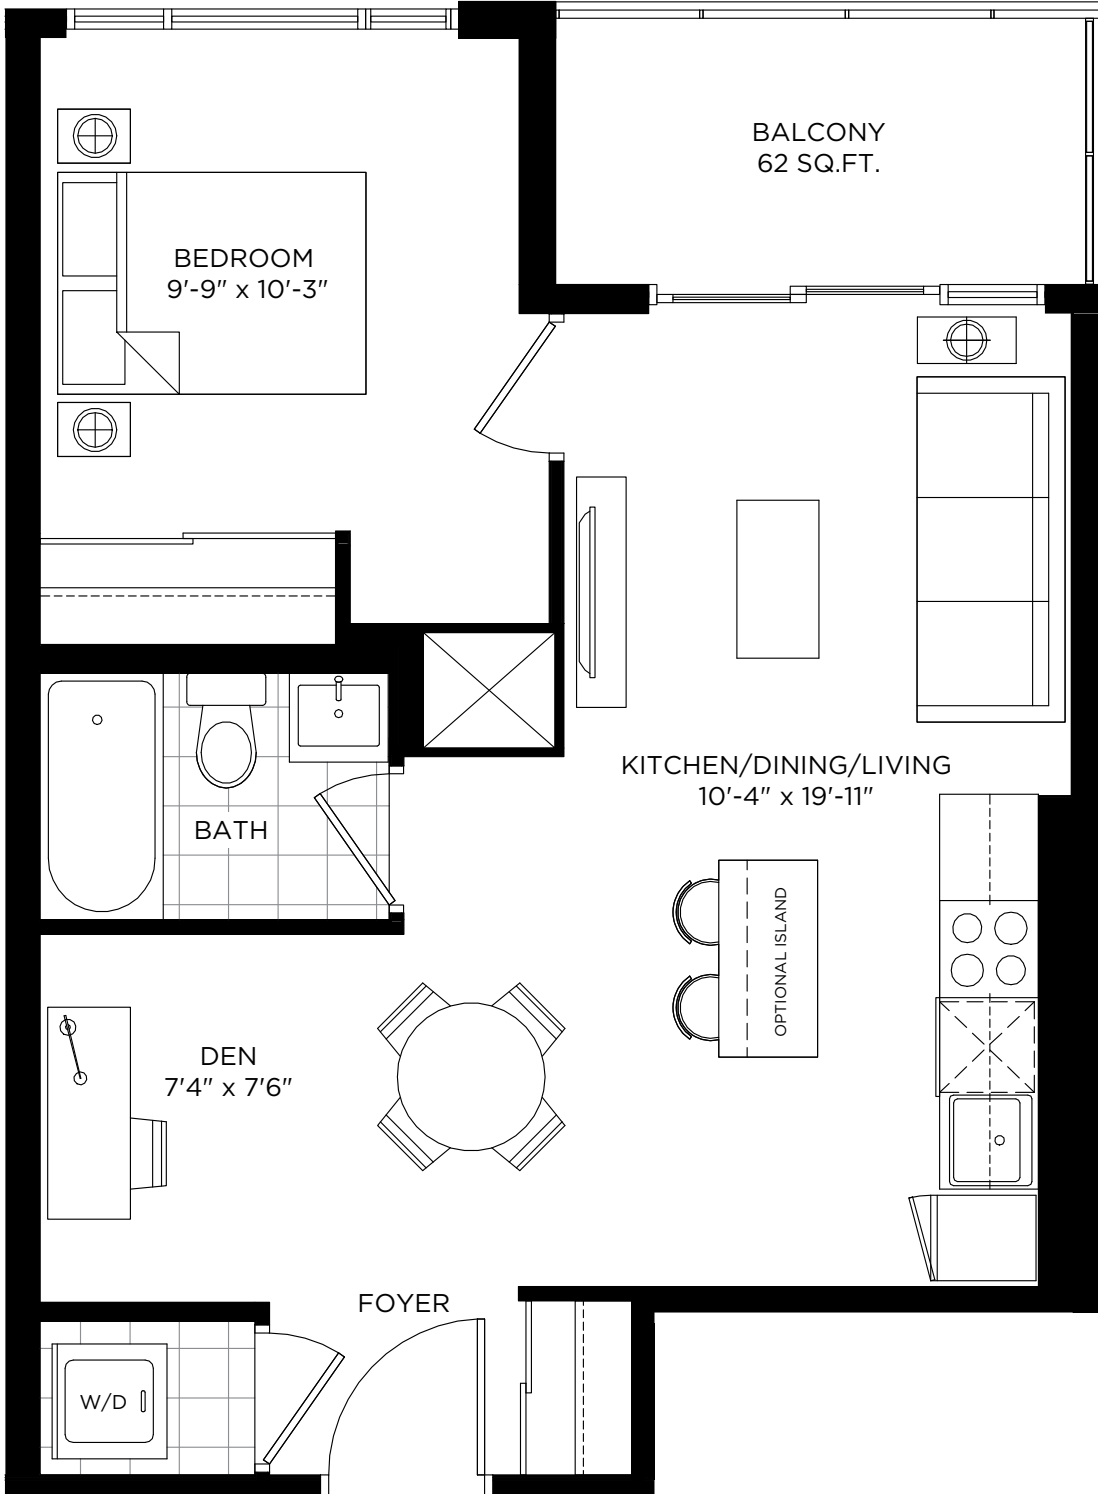 BALCONY
62 SQ.FT.
BEDROOM
9'-9" x 10'-3"
KITCHEN/DINING/LIVING
10'-4" x 19'-11"
BATH
OPTIONAL ISLAND
DEN
7'4" x 7'6"
FOYER
W/D